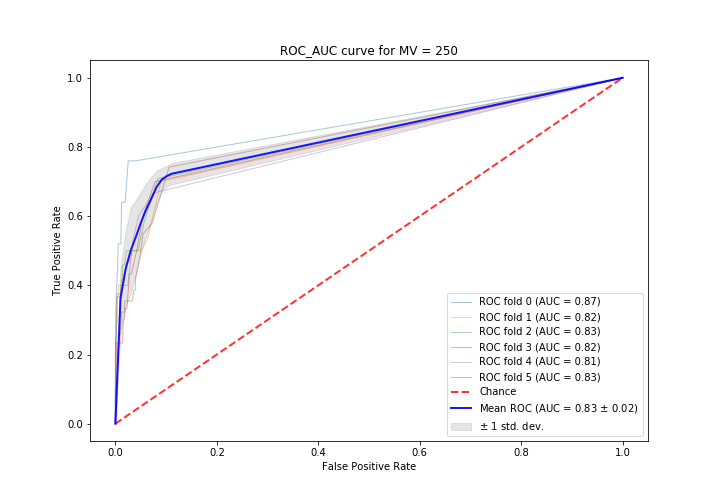 ROC_AUC curve for MV = 250
True Positive Rate
1.0
0.8
0.6
0.4
0.2
0.0
ROC fold 0 (AUC = 0.87)
ROC fold 1 (AUC = 0.82)
ROC fold 2 (AUC = 0.83)
ROC fold 3 (AUC = 0.82)
ROC fold 4 (AUC = 0.81)
ROC fold 5 (AUC = 0.83)
Chance
Mean ROC (AUC = 0.83 ± 0.02)
± 1 std. dev.
0.0 0.2 0.4 0.6 0.8 1.0
False Positive Rate